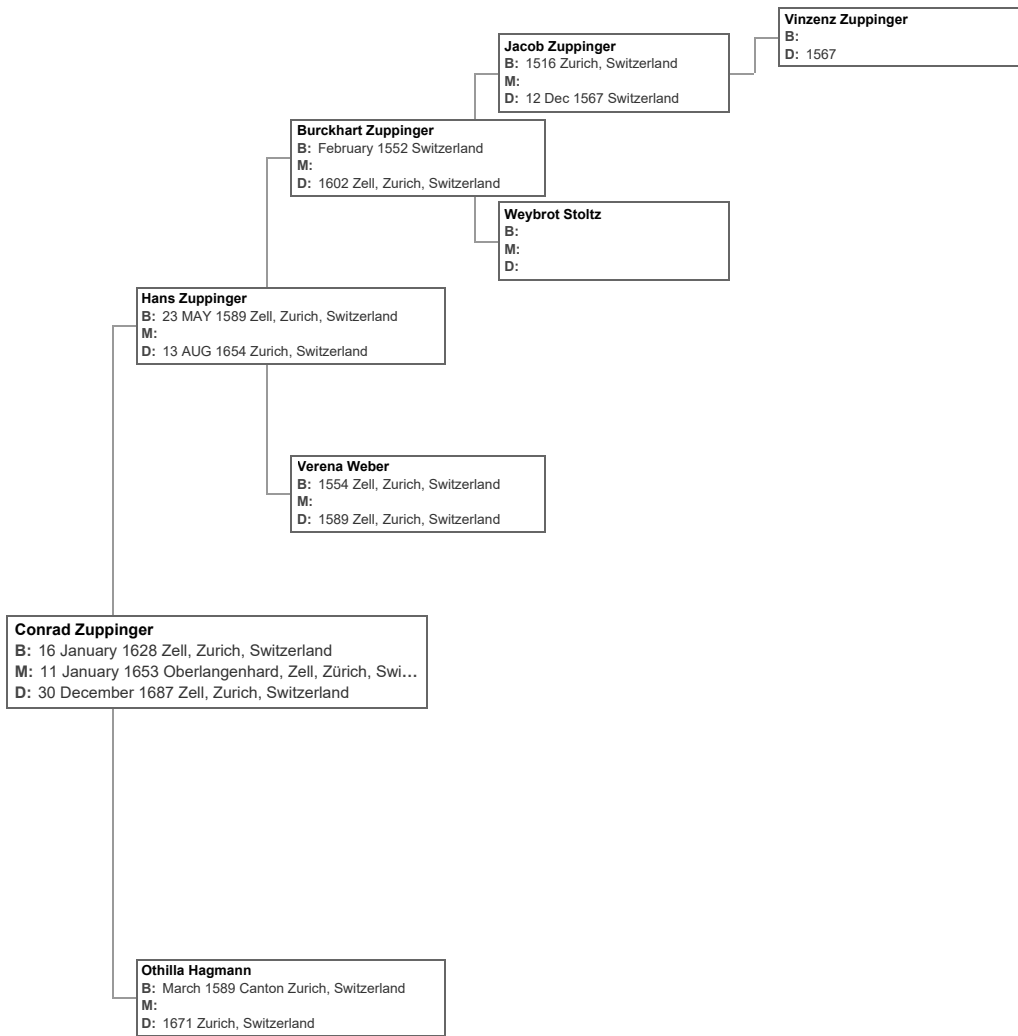 Vinzenz Zuppinger
B:
D: 1567
Jacob Zuppinger
B: 1516 Zurich, Switzerland
M:
D: 12 Dec 1567 Switzerland
Burckhart Zuppinger
B: February 1552 Switzerland
M:
D: 1602 Zell, Zurich, Switzerland
Weybrot Stoltz
B:
M:
D:
Hans Zuppinger
B: 23 MAY 1589 Zell, Zurich, Switzerland
M:
D: 13 AUG 1654 Zurich, Switzerland
Verena Weber
B: 1554 Zell, Zurich, Switzerland
M:
D: 1589 Zell, Zurich, Switzerland
Conrad Zuppinger
B: 16 January 1628 Zell, Zurich, Switzerland
M: 11 January 1653 Oberlangenhard, Zell, Zürich, Swi...
D: 30 December 1687 Zell, Zurich, Switzerland
Othilla Hagmann
B: March 1589 Canton Zurich, Switzerland
M:
D: 1671 Zurich, Switzerland